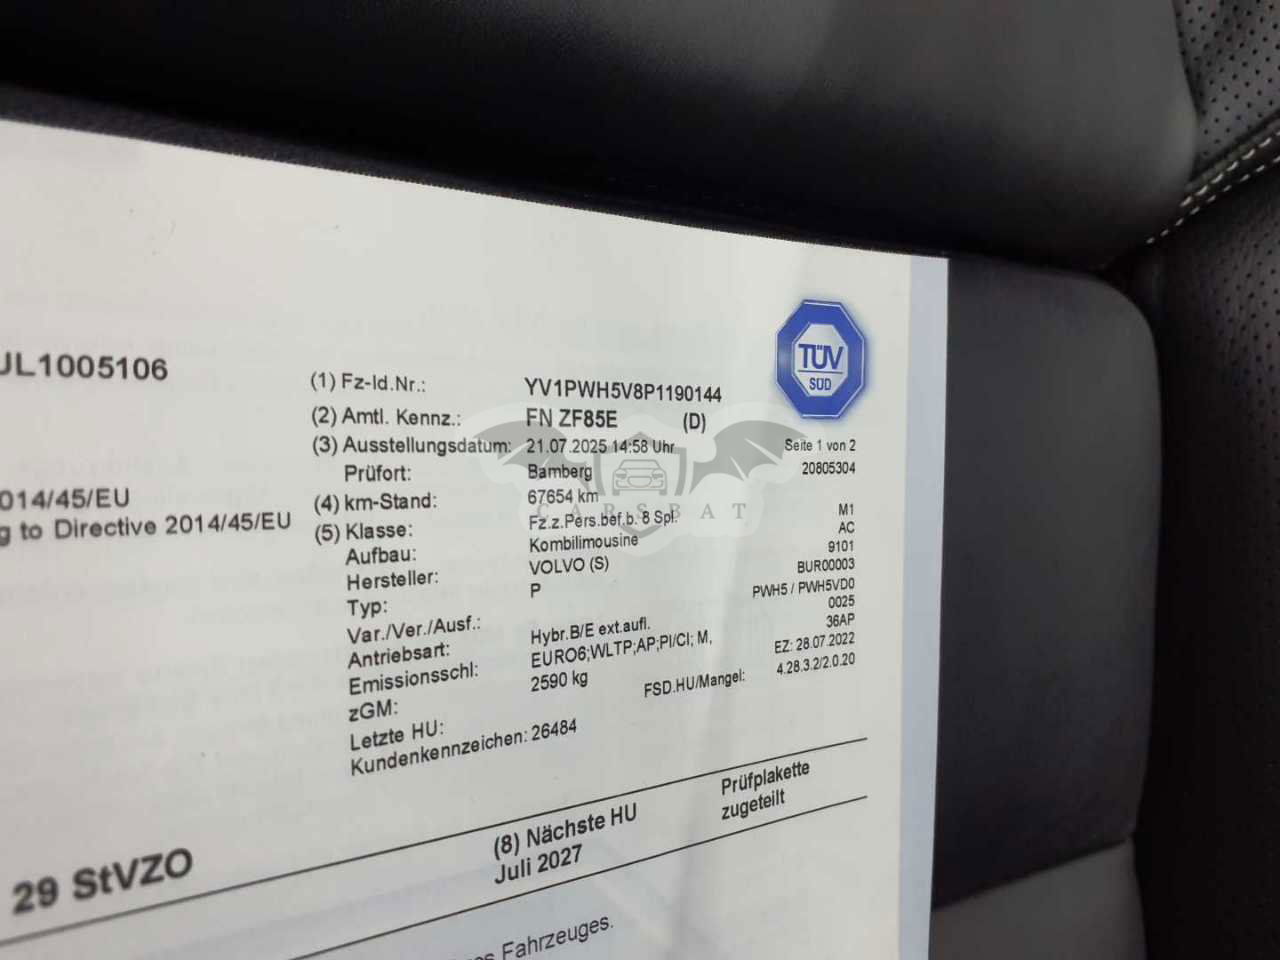 JL1005106
014/45/EU
g to Directive 2014/45/EU
TÜV
SÜD
(1) Fz-Id.Nr.: YV1PWH5V8P1190144
(2) Amtl. Kennz.: FN ZF85E (D)
(3) Ausstellungsdatum: 21.07.2025 14:58 Uhr Seite 1 von 2
Prüfort: Bamberg 20805304
(4) km-Stand: 67654 km
(5) Klasse: Fz.z.Pers.bef.b. 8 Spl. M1
Aufbau: Kombilimousine AC
Hersteller: VOLVO (S) 9101
Typ: P BUR00003
Var./Ver./Ausf.: PWH5 / PWH5VD0
Antriebsart: Hybr.B/E ext.aufl. 0025
Emissionsschl: EURO6;WLTP;AP;PI/CI; M, 36AP
zGM: 2590 kg EZ: 28.07.2022
Letzte HU: FSD.HU/Mangel: 4.28.3.2/2.0.20
Kundenkennzeichen: 26484
CARSBAT
29 StVZO
(8) Nächste HU
Juli 2027
Prüfplakette
zugeteilt
Fahrzeuges.